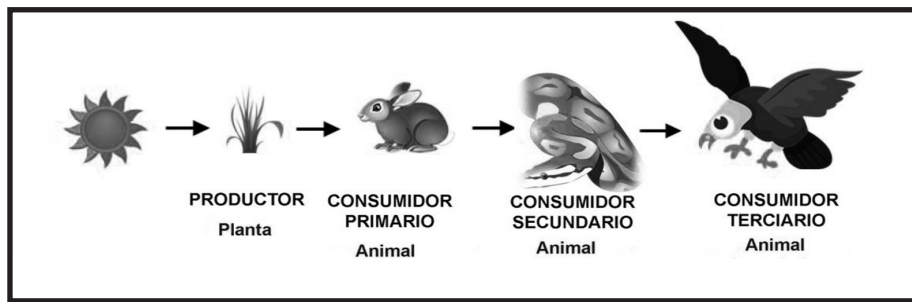 PRODUCTOR
Planta
CONSUMIDOR
PRIMARIO
Animal
CONSUMIDOR
SECUNDARIO
Animal
CONSUMIDOR
TERCIARIO
Animal